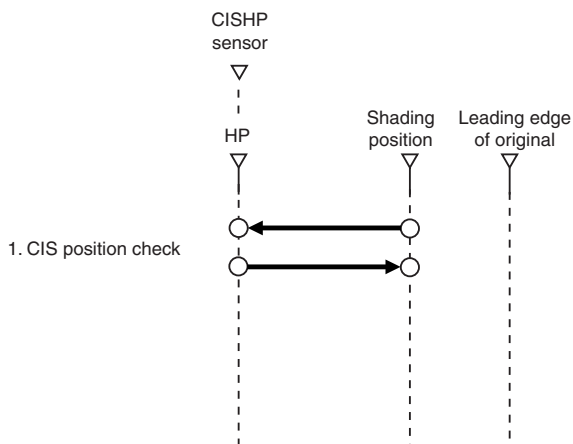 CISHP
sensor
HP
Shading
position
Leading edge
of original
1. CIS position check